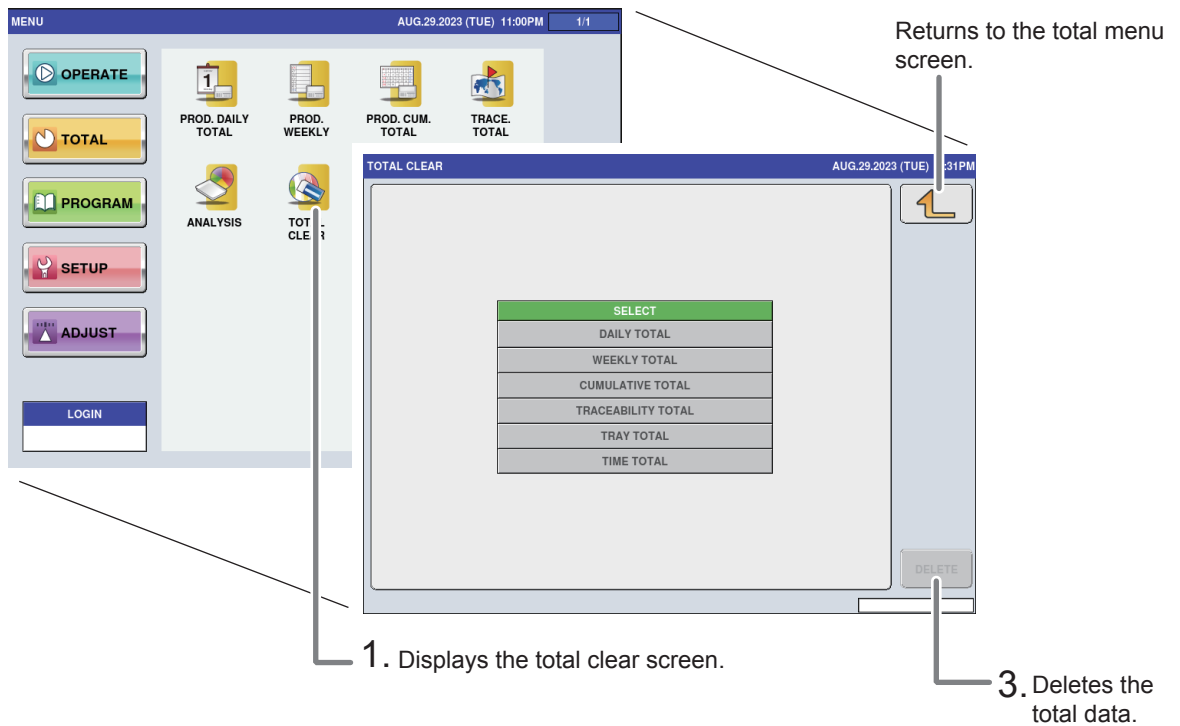 MENU
AUG.29.2023 (TUE) 11:00PM
1/1
OPERATE
TOTAL
PROGRAM
SETUP
ADJUST
LOGIN
PROD. DAILY
TOTAL
PROD.
WEEKLY
PROD. CUM.
TOTAL
TRACE.
TOTAL
ANALYSIS
Returns to the total menu
screen.
TOTAL CLEAR
AUG.29.2023 (TUE)
SELECT
DAILY TOTAL
WEEKLY TOTAL
CUMULATIVE TOTAL
TRACEABILITY TOTAL
TRAY TOTAL
TIME TOTAL
DELETE
1. Displays the total clear screen.
3. Deletes the
total data.